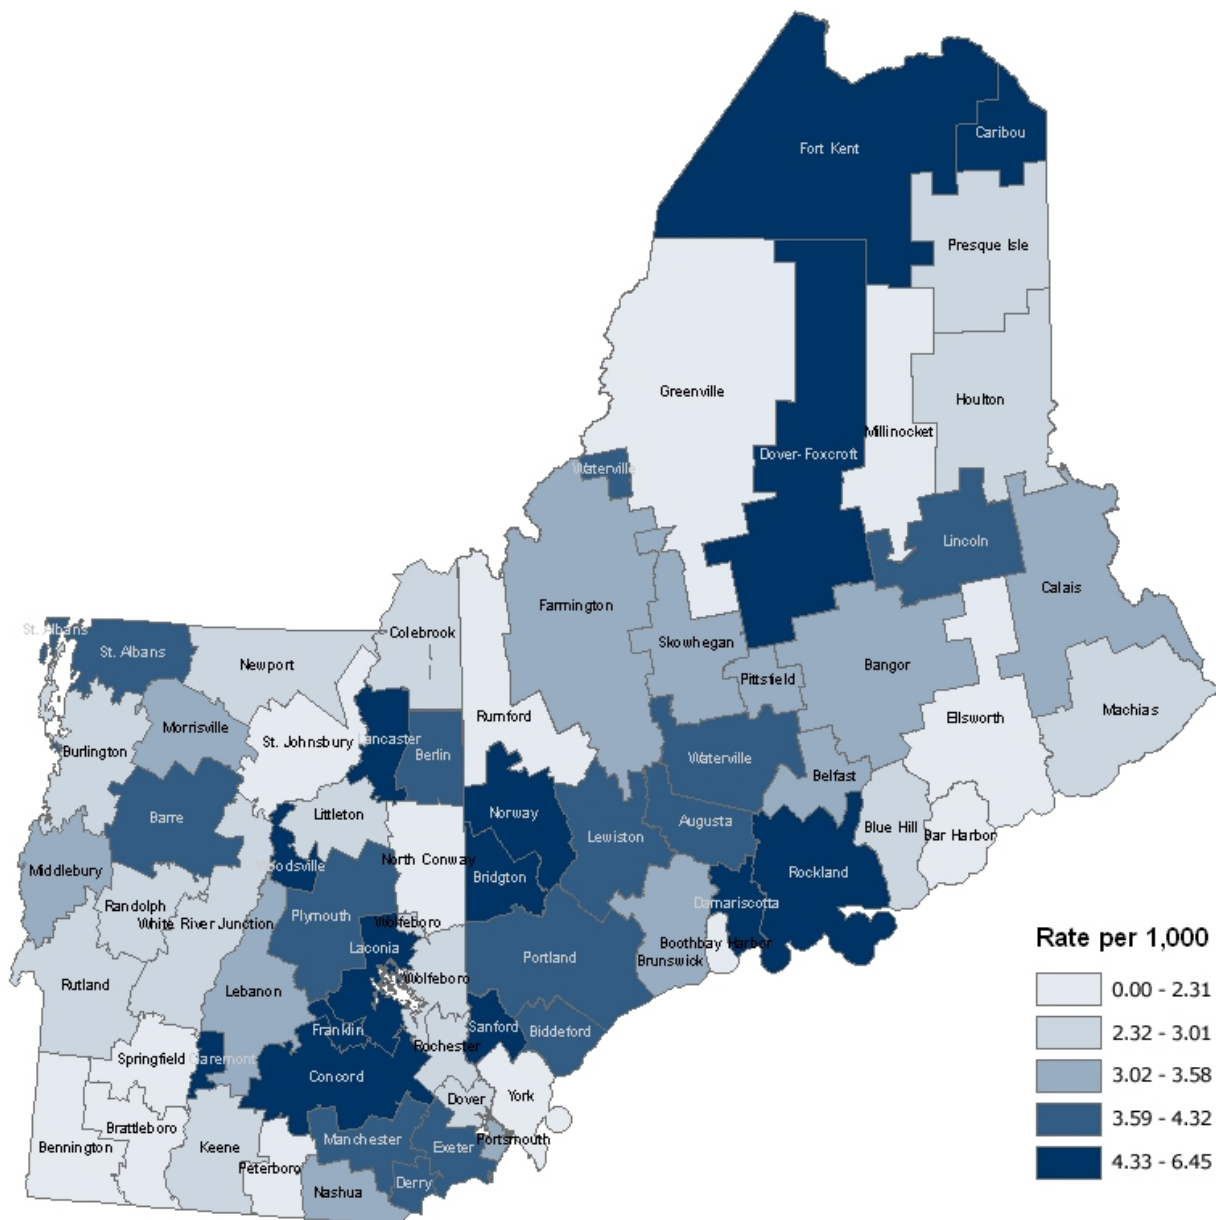 Fort Kent
Caribou
Presque Isle
Greenville
Houlton
Millinocket
Dover-Foxcroft
Waterville
Lincoln
Calais
Farmington
Skowhegan
Bangor
Pittsfield
Colebrook
St. Albans
St. Albans
Newport
Machias
Ellsworth
Rumford
Morrisville
St. Johnsbury
Lancaster
Berlin
Burlington
Waterville
Belfast
Norway
Littleton
Barre
Augusta
Lewiston
Blue Hill
Bar Harbor
North Conway
Woodsville
Middlebury
Bridgton
Rockland
Damariscotta
Randolph
White River Junction
Plymouth
Wolfeboro
Laconia
Boothbay Harbor
Brunswick
Portland
Wolfeboro
Rutland
Lebanon
Franklin
Sanford
Biddeford
Rochester
Springfield
Claremont
Concord
York
Dover
Brattleboro
Bennington
Keene
Manchester
Exeter
Portsmouth
Peterboro
Derry
Nashua
Rate per 1,000
0.00 - 2.31
2.32 - 3.01
3.02 - 3.58
3.59 - 4.32
4.33 - 6.45